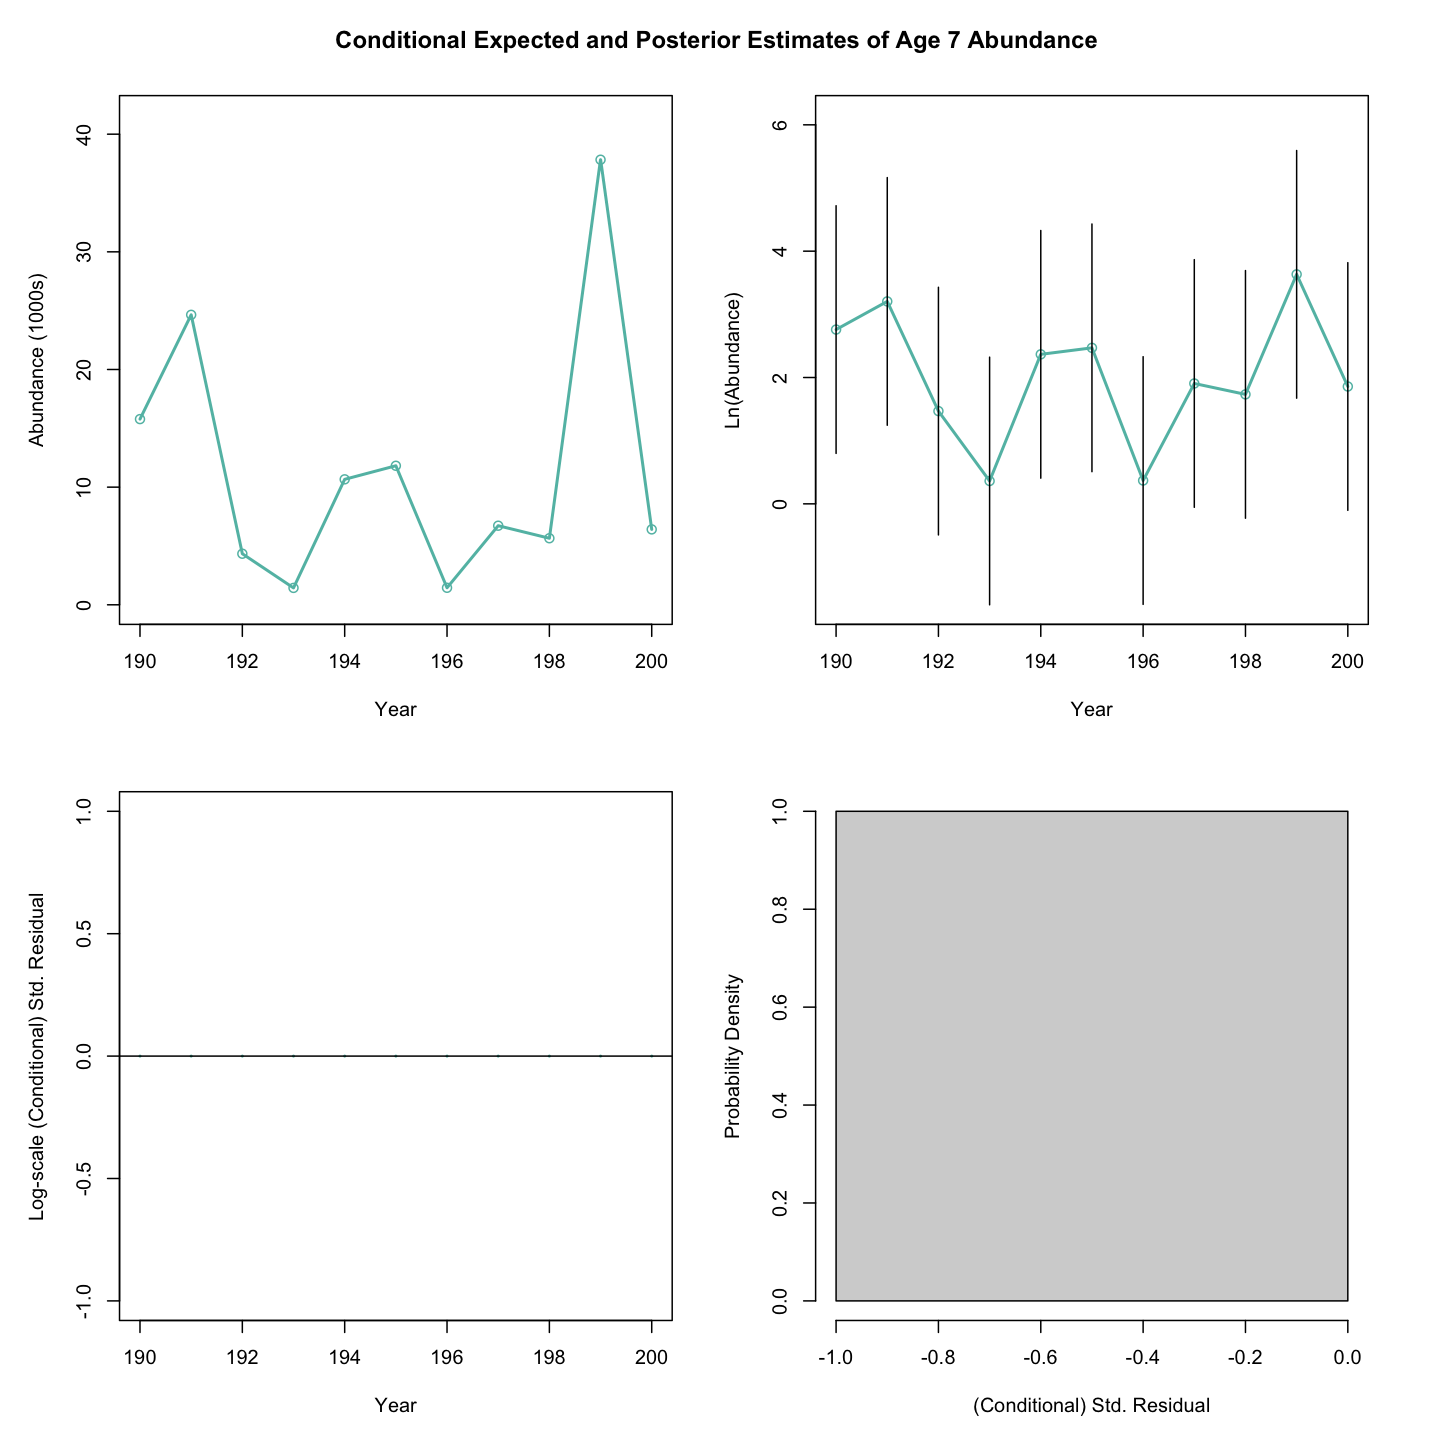 Conditional Expected and Posterior Estimates of Age 7 Abundance
Abundance (1000s)
40
30
20
10
0
190 192 194 196 198 200
Year
Ln(Abundance)
6
4
2
0
190 192 194 196 198 200
Year
Log-scale (Conditional) Std. Residual
1.0
0.5
0.0
-0.5
-1.0
190 192 194 196 198 200
Year
Probability Density
1.0
0.8
0.6
0.4
0.2
0.0
-1.0 -0.8 -0.6 -0.4 -0.2 0.0
(Conditional) Std. Residual